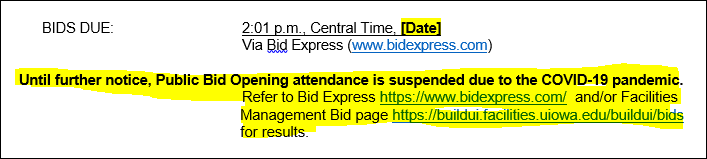 BIDS DUE: 2:01 p.m., Central Time, [Date]
Via Bid Express (www.bidexpress.com)
Until further notice, Public Bid Opening attendance is suspended due to the COVID-19 pandemic.
Refer to Bid Express https://www.bidexpress.com/ and/or Facilities
Management Bid page https://buildui.facilities.uiowa.edu/buildui/bids
for results.